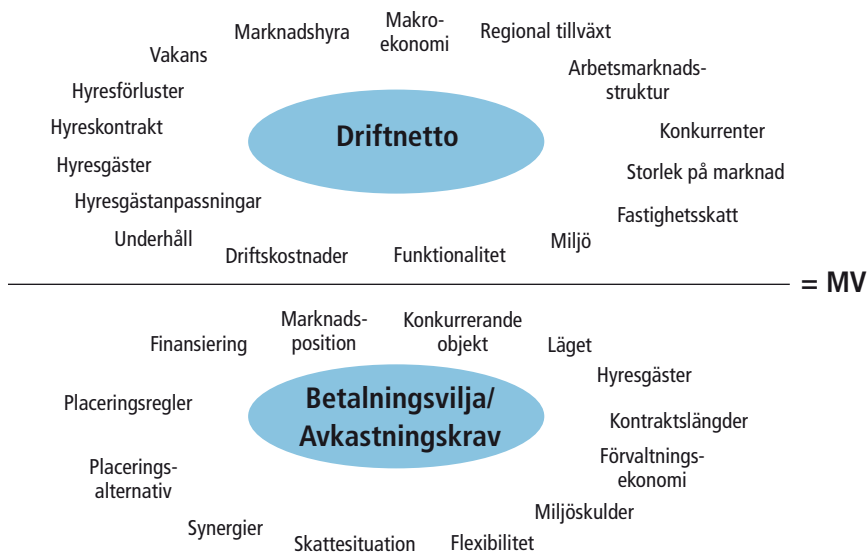 Makro-
ekonomi
Marknadshyra
Regional tillväxt
Vakans
Arbetsmarknads-
struktur
Hyresförluster
Hyreskontrakt
Driftnetto
Konkurrenter
Hyresgäster
Storlek på marknad
Hyresgästanpassningar
Fastighetsskatt
Underhåll
Driftskostnader
Funktionalitet
Miljö
= MV
Finansiering
Marknads-
position
Konkurrerande
objekt
Läget
Hyresgäster
Placeringsregler
Betalningsvilja/
Avkastningskrav
Kontraktslängder
Placerings-
alternativ
Förvaltnings-
ekonomi
Synergier
Skattesituation
Flexibilitet
Miljöskulder